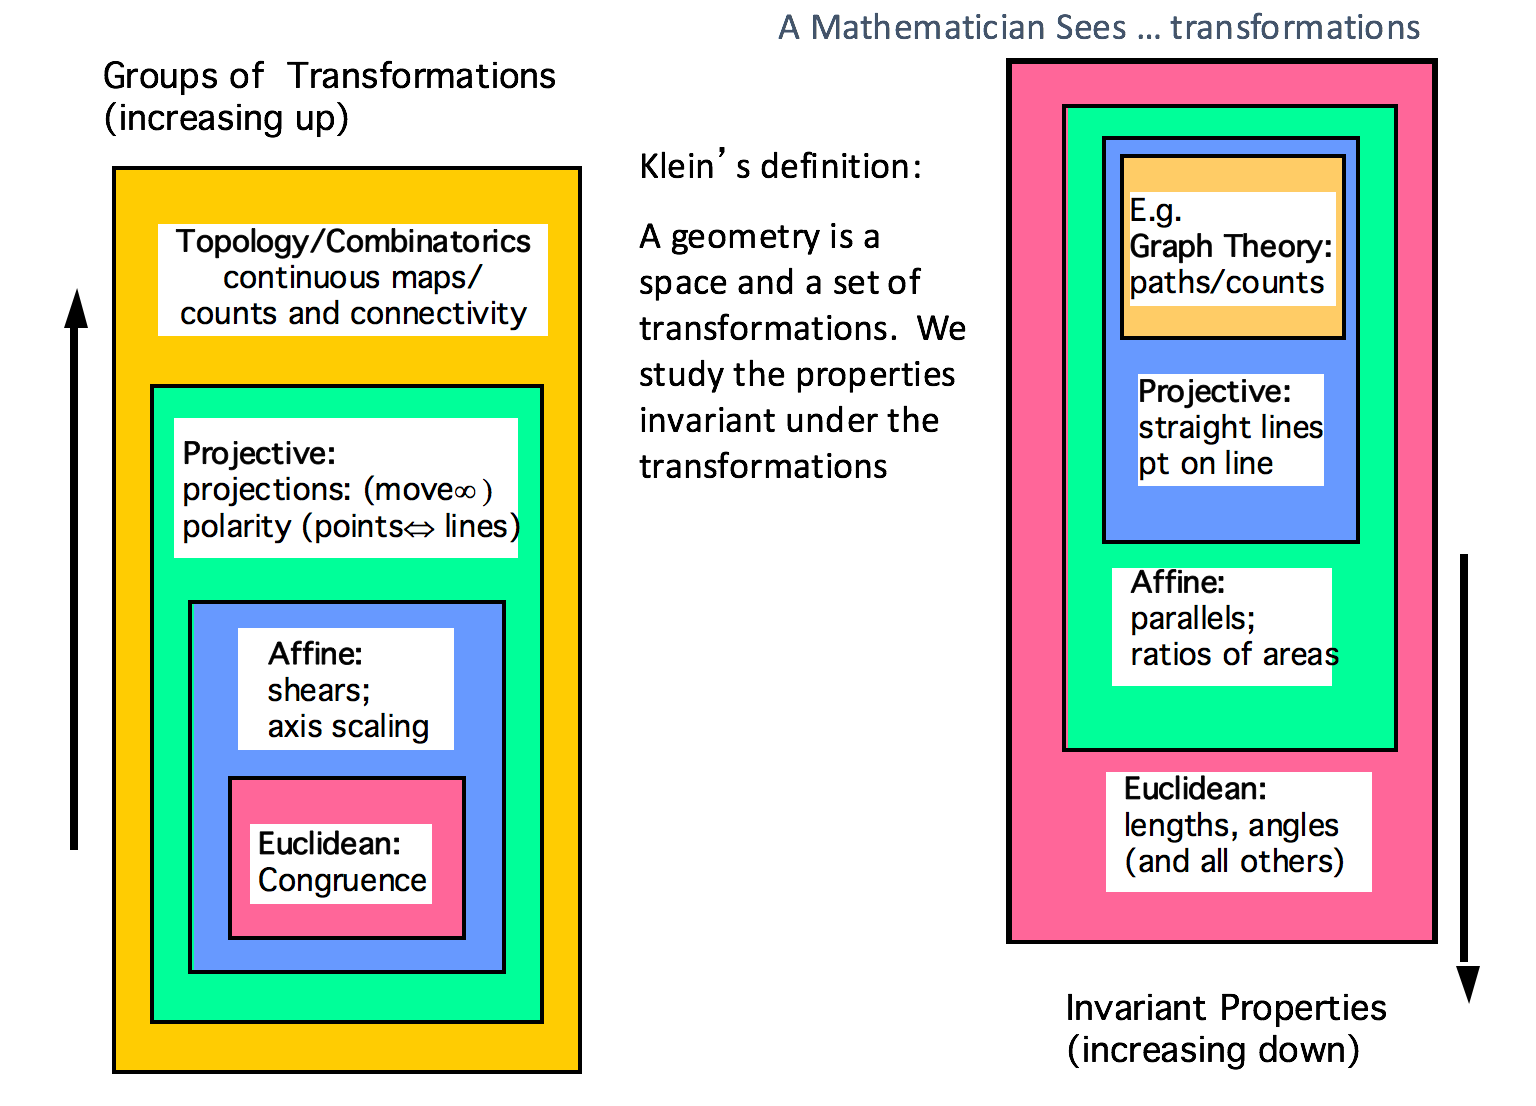 A Mathematician Sees ... transformations
Groups of Transformations
(increasing up)
Topology/Combinatorics
continuous maps/
counts and connectivity
Projective:
projections: (move∞ )
polarity (points⇔ lines)
Affine:
shears;
axis scaling
Euclidean:
Congruence
Klein’s definition:
A geometry is a
space and a set of
transformations. We
study the properties
invariant under the
transformations
E.g.
Graph Theory:
paths/counts
Projective:
straight lines
pt on line
Affine:
parallels;
ratios of areas
Euclidean:
lengths, angles
(and all others)
Invariant Properties
(increasing down)